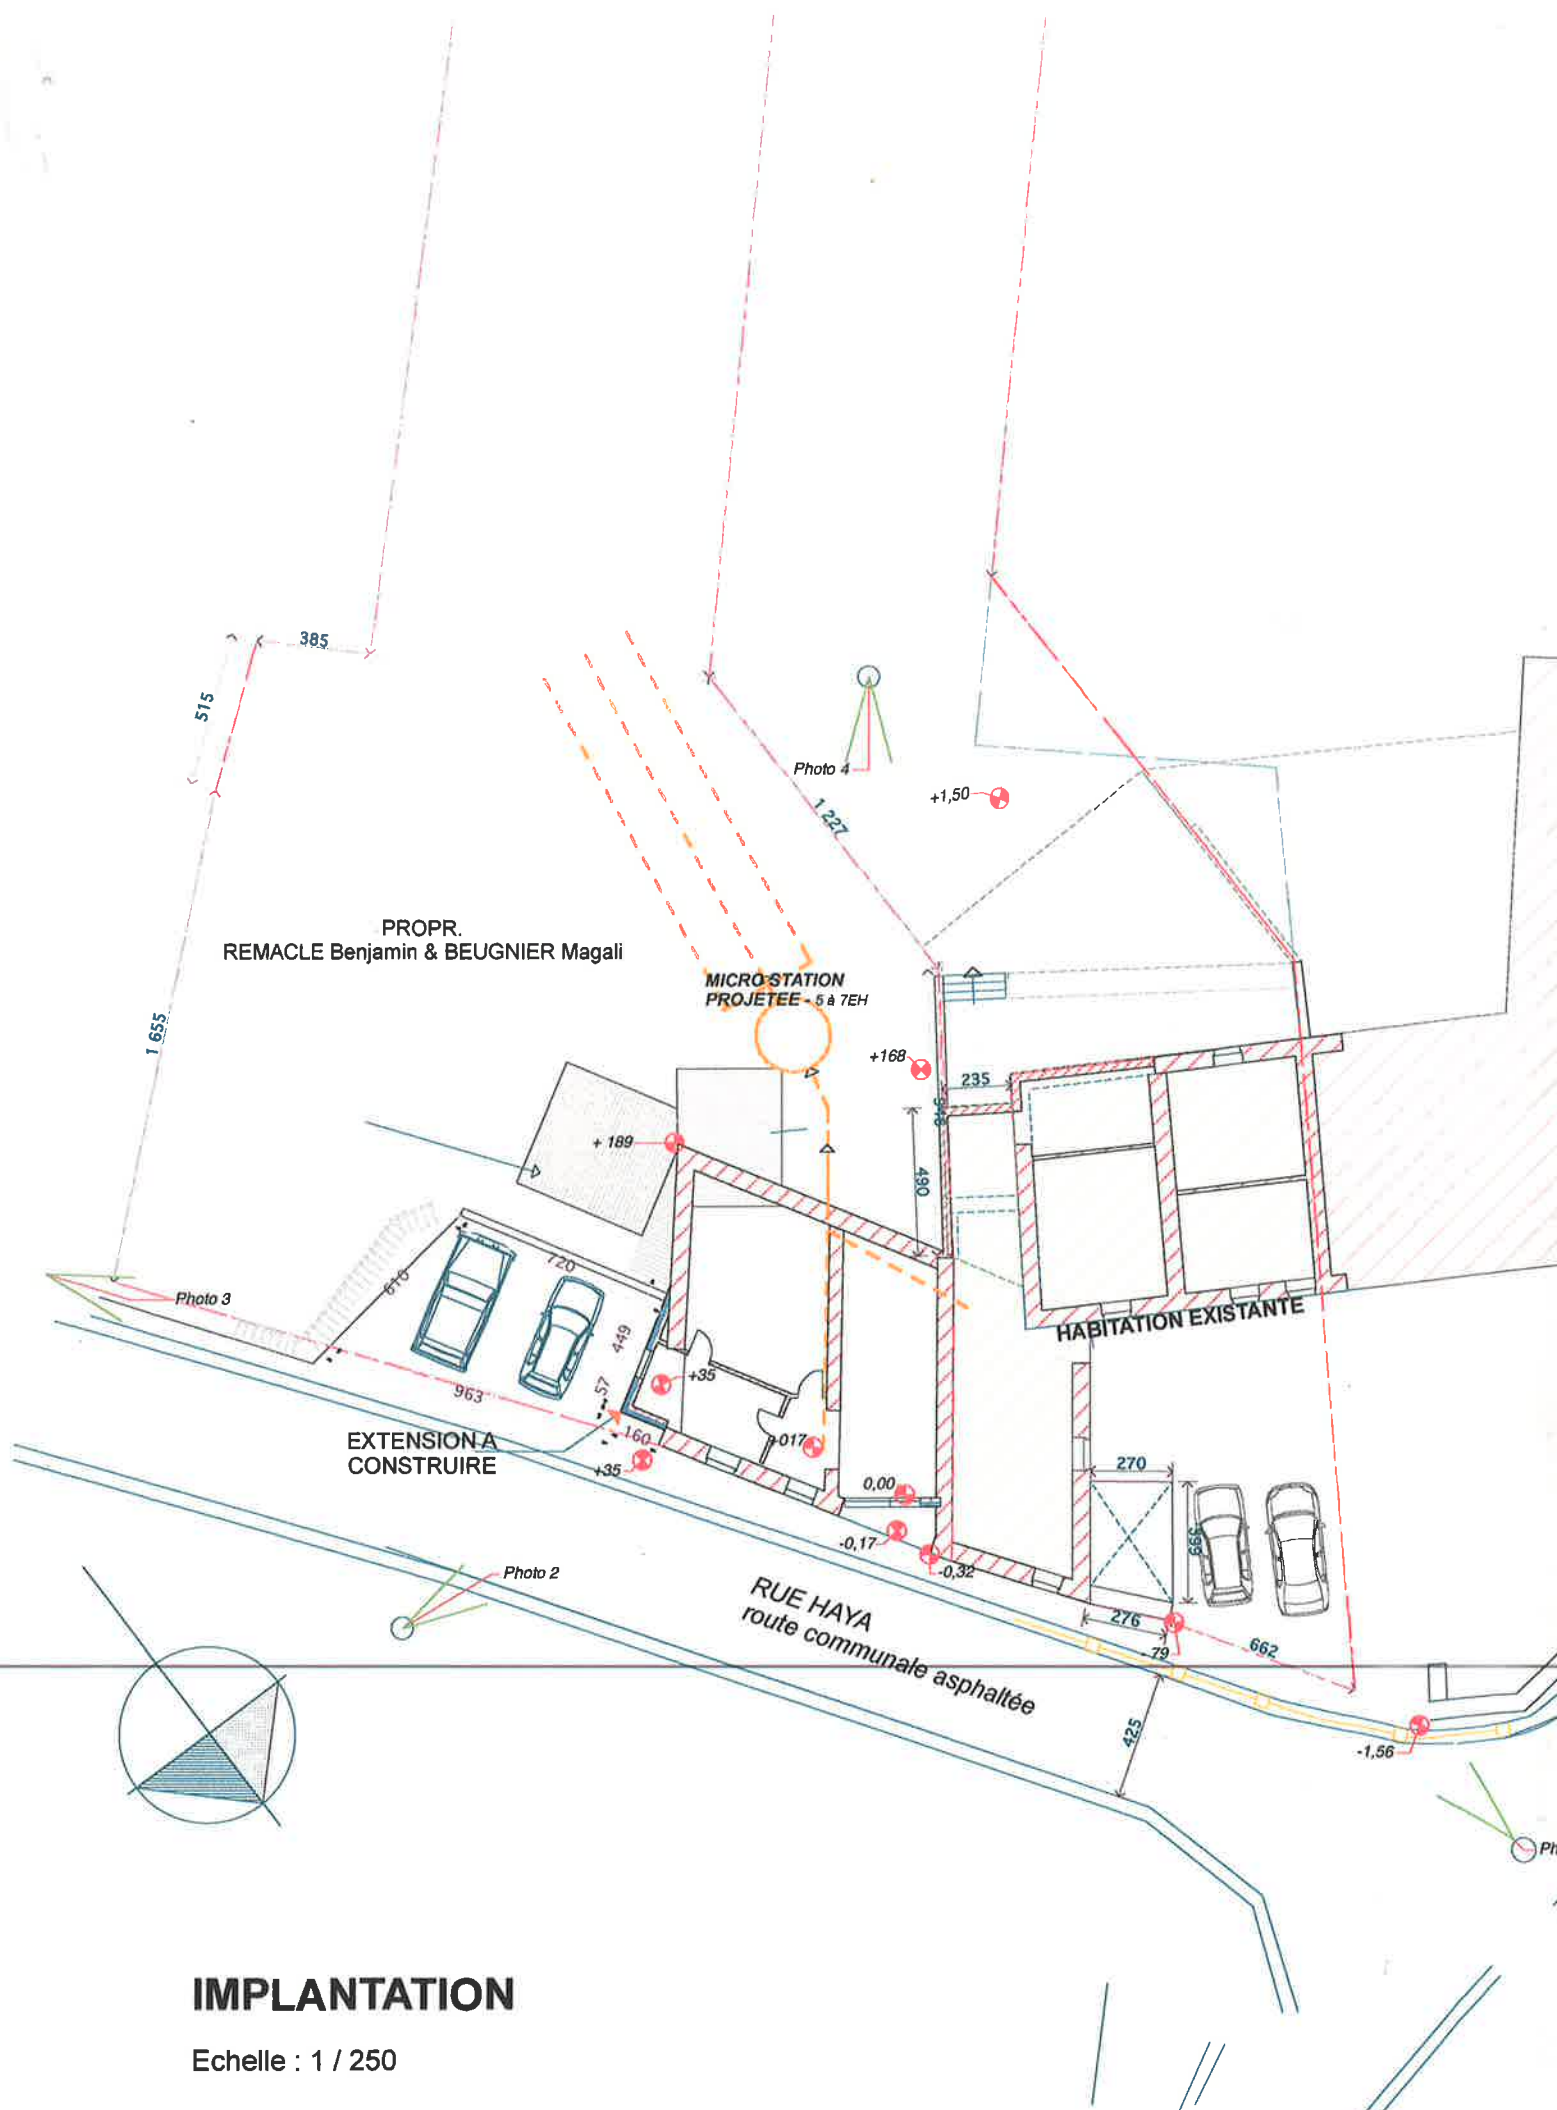 385
515
Photo 4
+1,50
1 227
PROPR.
REMACLE Benjamin & BEUGNIER Magali
MICRO STATION
PROJETEE - 5 à 7EH
1 655
+168
235
+ 189
490
720
610
Photo 3
HABITATION EXISTANTE
449
+35
57
963
160
EXTENSION A
CONSTRUIRE
+35
270
0,00
399
-0,17
-0,32
Photo 2
RUE HAYA
route communale asphaltée
276
-79
662
425
-1,56
IMPLANTATION
Echelle : 1 / 250